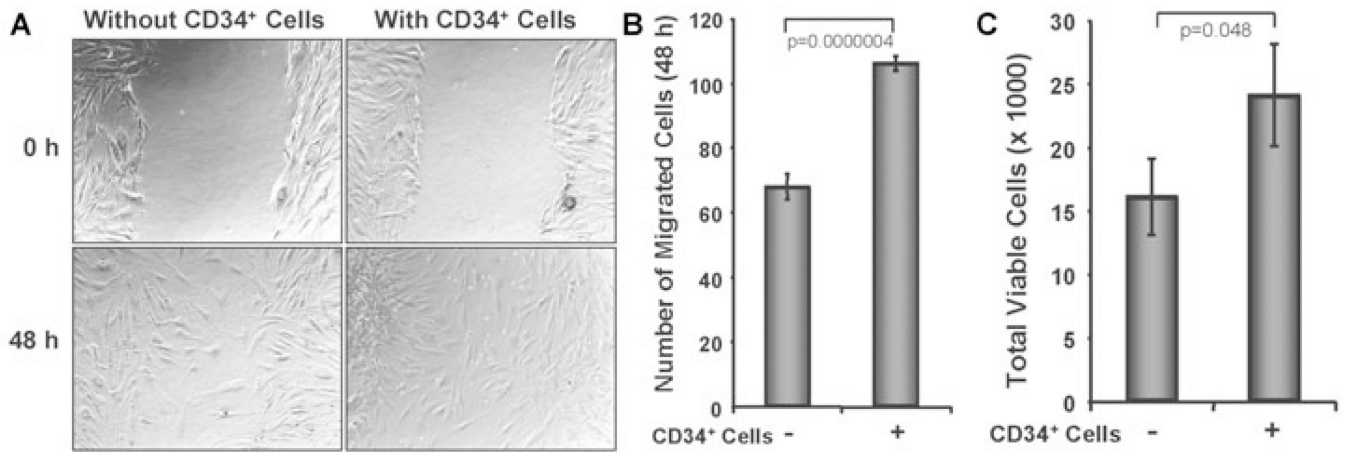 A
Without CD34⁺ Cells
With CD34⁺ Cells
0 h
48 h
B
Number of Migrated Cells (48 h)
120
100
80
60
40
20
0
p=0.0000004
CD34⁺ Cells - +
C
Total Viable Cells (x 1000)
30
25
20
15
10
5
0
p=0.048
CD34⁺ Cells - +